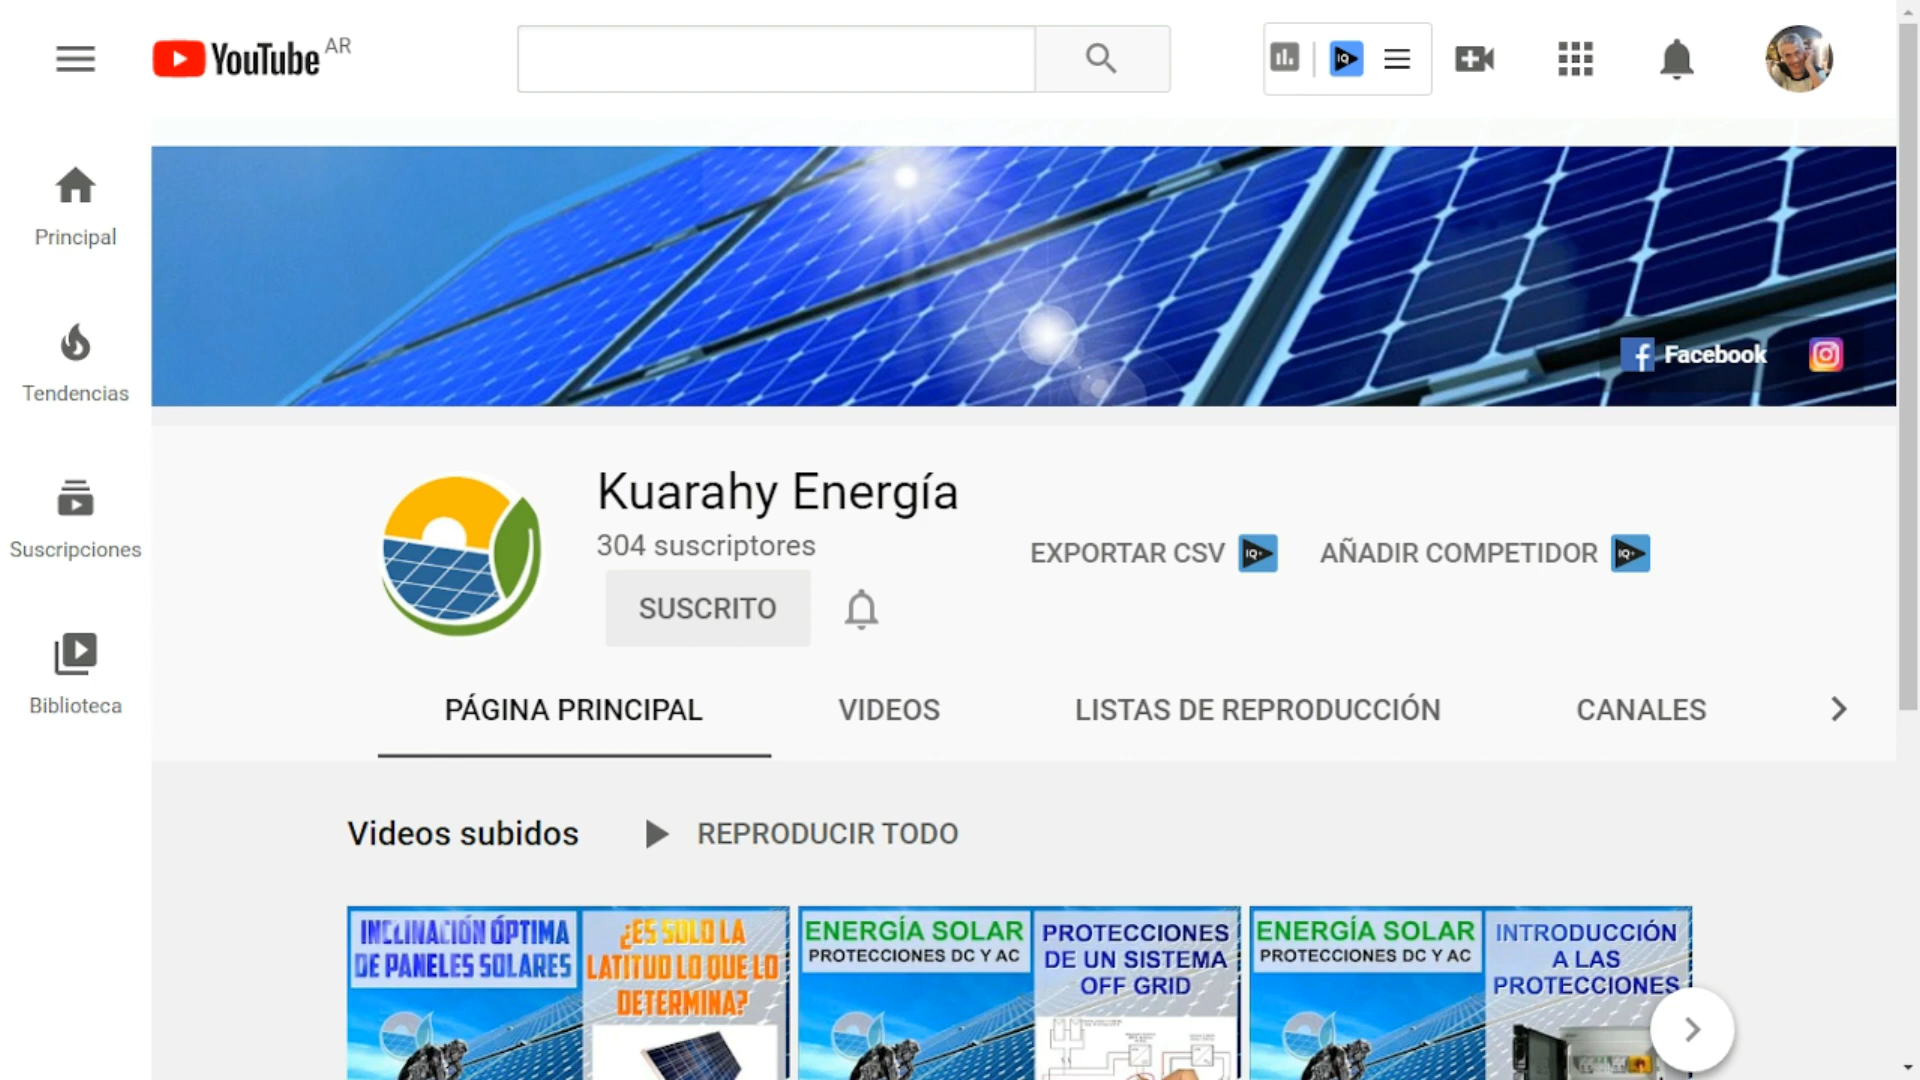 YouTube AR
Principal
Tendencias
Suscripciones
Biblioteca
Facebook
Kuarahy Energía
304 suscriptores
SUSCRITO
EXPORTAR CSV IQ
AÑADIR COMPETIDOR IQ
PÁGINA PRINCIPAL
VIDEOS
LISTAS DE REPRODUCCIÓN
CANALES
Videos subidos
REPRODUCIR TODO
INCLINACIÓN ÓPTIMA
DE PANELES SOLARES
¿ES SOLO LA
LATITUD LO QUE LO
DETERMINA?
ENERGÍA SOLAR
PROTECCIONES DC Y AC
PROTECCIONES
DE UN SISTEMA
OFF GRID
ENERGÍA SOLAR
PROTECCIONES DC Y AC
INTRODUCCIÓN
A LAS
PROTECCIONES